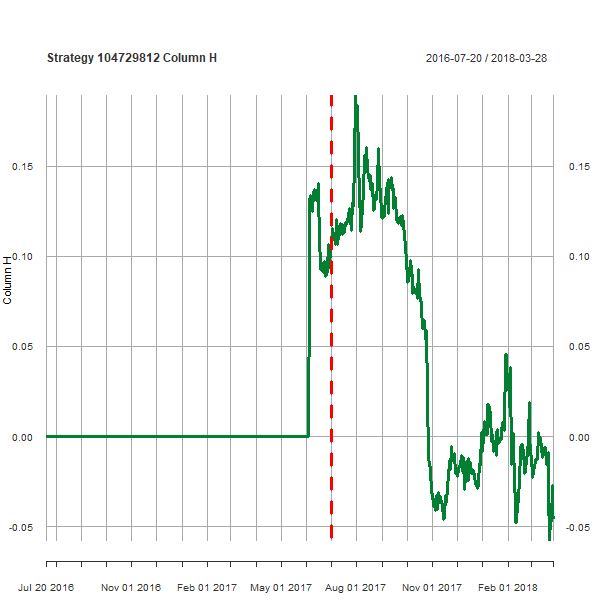 Strategy 104729812 Column H
2016-07-20 / 2018-03-28
0.15
0.15
0.10
0.10
Column H
0.05
0.05
0.00
0.00
-0.05
-0.05
Jul 20 2016
Nov 01 2016
Feb 01 2017
May 01 2017
Aug 01 2017
Nov 01 2017
Feb 01 2018